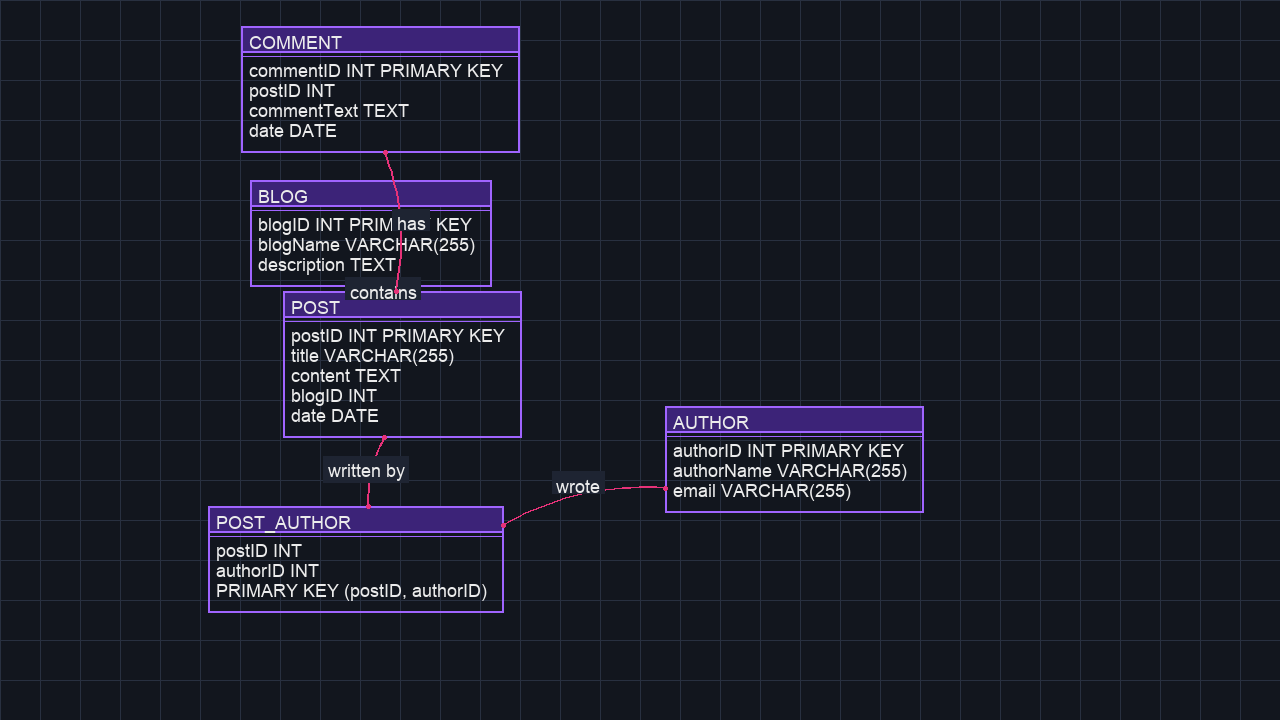 COMMENT
commentID INT PRIMARY KEY
postID INT
commentText TEXT
date DATE
BLOG
blogID INT PRIM KEY
has
blogName VARCHAR(255)
description TEXT
contains
POST
postID INT PRIMARY KEY
title VARCHAR(255)
content TEXT
blogID INT
date DATE
written by
wrote
AUTHOR
authorID INT PRIMARY KEY
authorName VARCHAR(255)
email VARCHAR(255)
POST_AUTHOR
postID INT
authorID INT
PRIMARY KEY (postID, authorID)